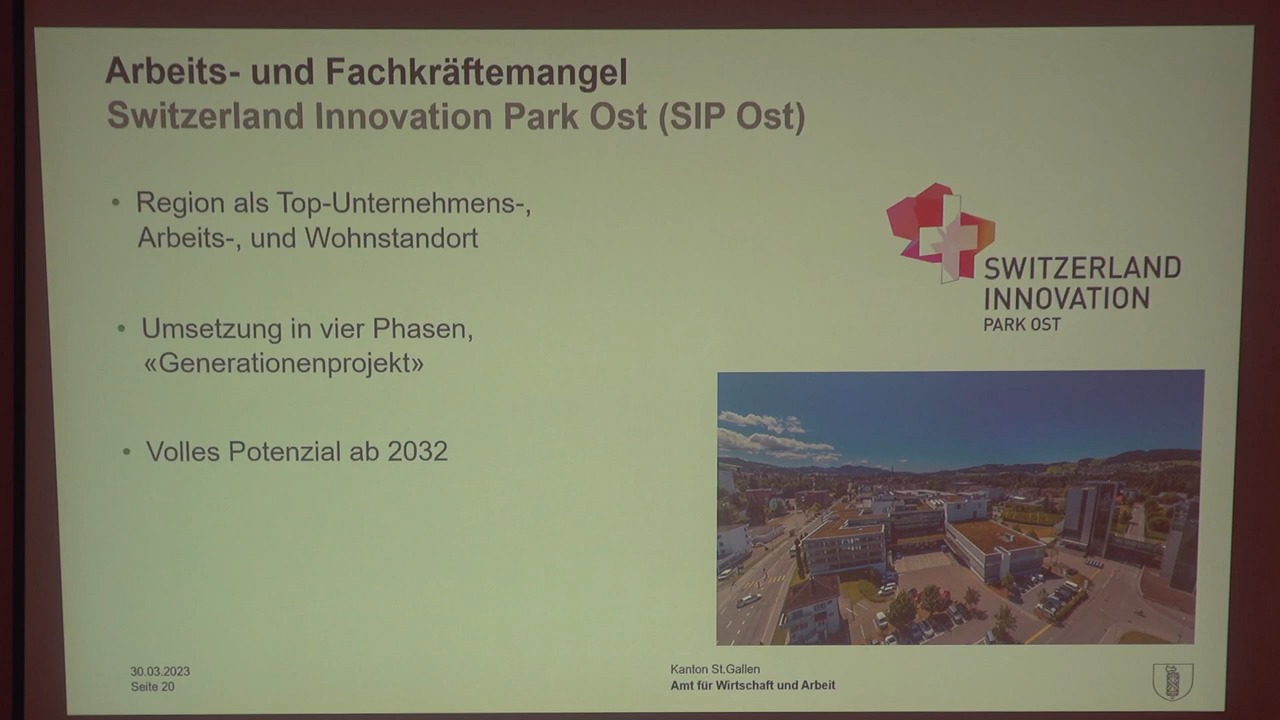 Arbeits- und Fachkräftemangel
Switzerland Innovation Park Ost (SIP Ost)
• Region als Top-Unternehmens-,
Arbeits-, und Wohnstandort
• Umsetzung in vier Phasen,
«Generationenprojekt»
• Volles Potenzial ab 2032
SWITZERLAND
INNOVATION
PARK OST
30.03.2023
Seite 20
Kanton St.Gallen
Amt für Wirtschaft und Arbeit